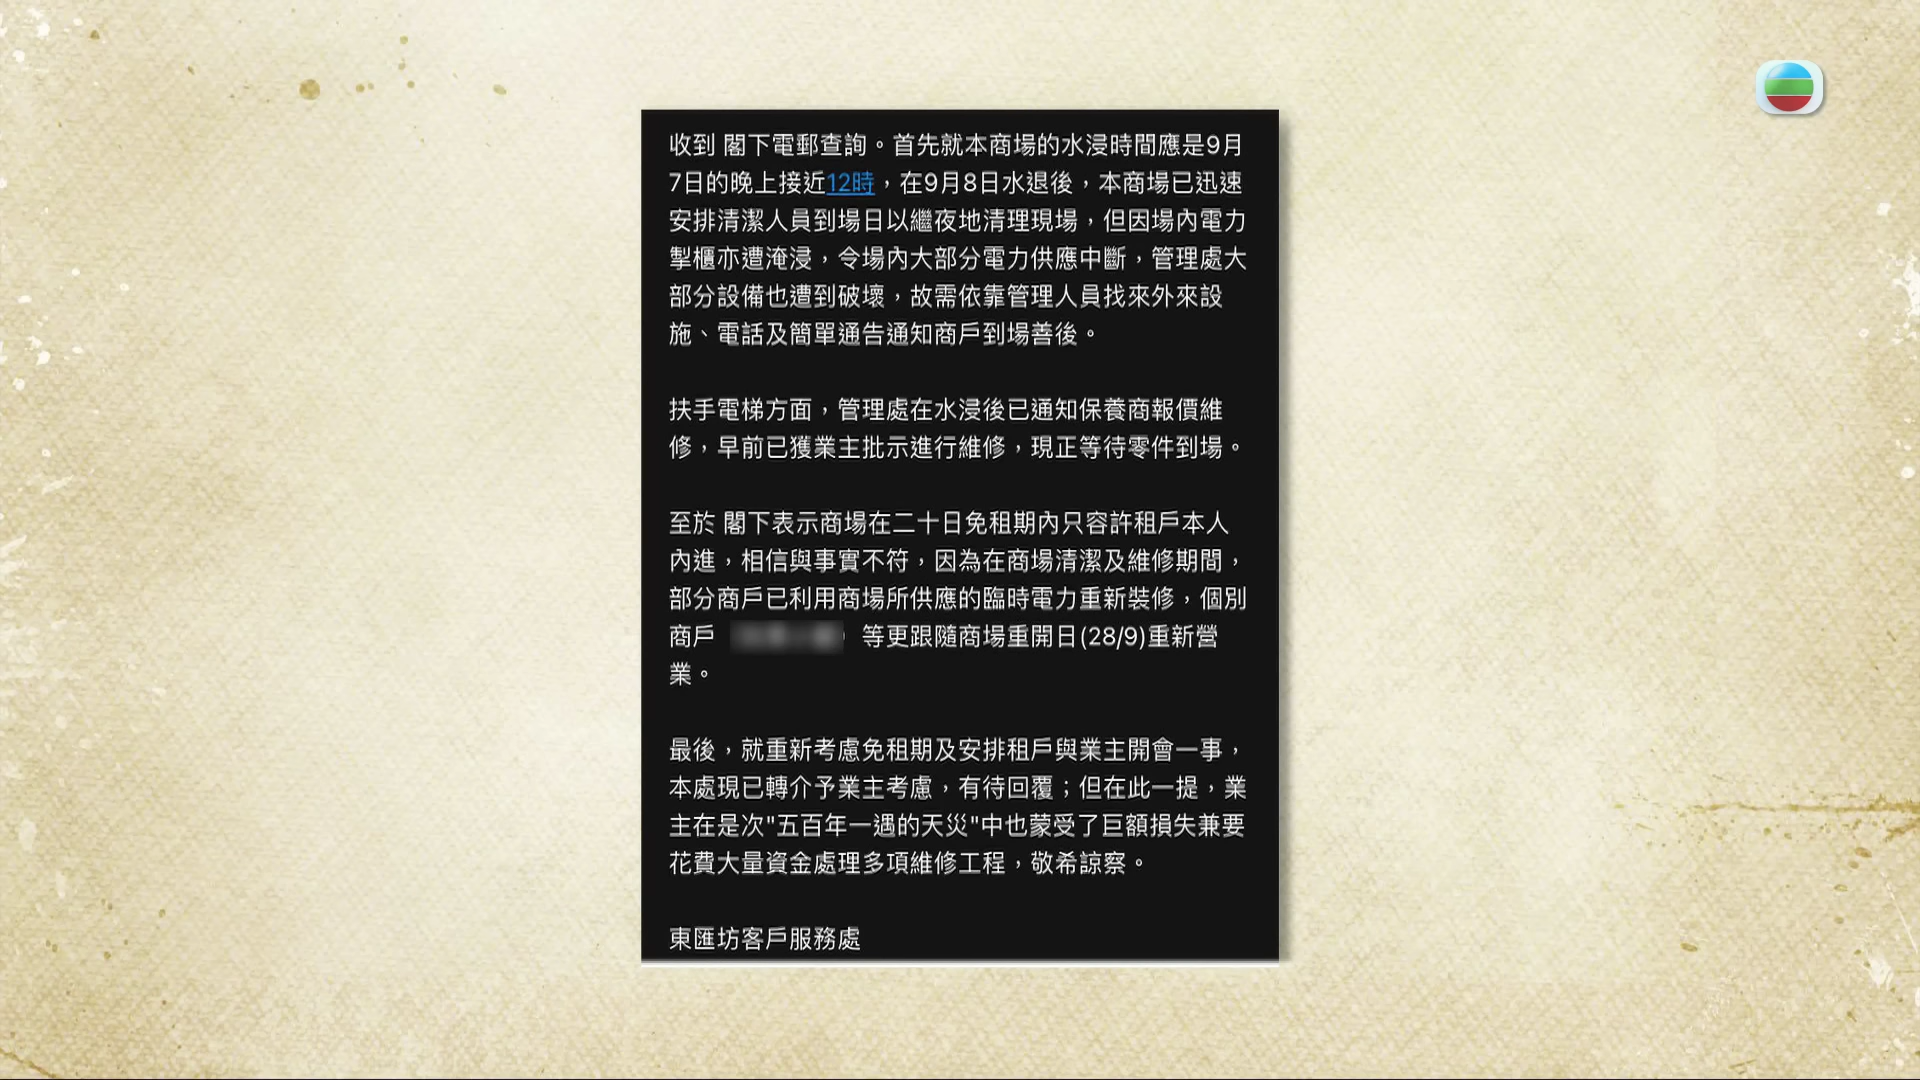 收到 閣下電郵查詢。首先就本商場的水浸時間應是9月
7日的晚上接近12時，在9月8日水退後，本商場已迅速
安排清潔人員到場日以繼夜地清理現場，但因場內電力
掣櫃亦遭淹浸，令場內大部分電力供應中斷，管理處大
部分設備也遭到破壞，故需依靠管理人員找來外來設
施、電話及簡單通告通知商戶到場善後。
扶手電梯方面，管理處在水浸後已通知保養商報價維
修，早前已獲業主批示進行維修，現正等待零件到場。
至於 閣下表示商場在二十日免租期內只容許租戶本人
內進，相信與事實不符，因為在商場清潔及維修期間，
部分商戶已利用商場所供應的臨時電力重新裝修，個別
商戶 等更跟隨商場重開日(28/9)重新營
業。
最後，就重新考慮免租期及安排租戶與業主開會一事，
本處現已轉介予業主考慮，有待回覆；但在此一提，業
主在是次"五百年一遇的天災"中也蒙受了巨額損失兼要
花費大量資金處理多項維修工程，敬希諒察。
東匯坊客戶服務處